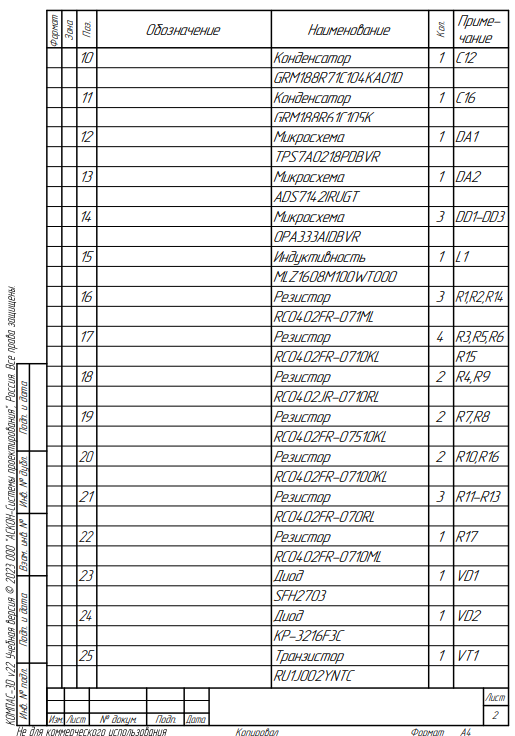 Формат Зона Поз. Обозначение Наименование Кол. Приме-
чание
10 Конденсатор 1 C12
GRM188R71C104KA01D
11 Конденсатор 1 C16
GRM188R61C105K
12 Микросхема 1 DA1
TPS7A0218PDBVR
13 Микросхема 1 DA2
ADS7142IRUGT
14 Микросхема 3 DD1-DD3
OPA333AIDBVR
15 Индуктивность 1 L1
MLZ1608M100WT000
16 Резистор 3 R1,R2,R14
RC0402FR-071ML
17 Резистор 4 R3,R5,R6
RC0402FR-0710KL R15
18 Резистор 2 R4,R9
RC0402JR-0710RL
19 Резистор 2 R7,R8
RC0402FR-07510KL
20 Резистор 2 R10,R16
RC0402FR-07100KL
21 Резистор 3 R11-R13
RC0402FR-070RL
22 Резистор 1 R17
RC0402FR-0710ML
23 Диод 1 VD1
SFH2703
24 Диод 1 VD2
KP-3216F3C
25 Транзистор 1 VT1
RU1J002YNTC
КОМПАС-3D v22 Учебная версия © 2023 ООО "АСКОН-Системы проектирования", Россия. Все права защищены.
Подп. и дата
Инв. № дубл.
Взам. инв. №
Подп. и дата
Инв. № подл.
Лист
2
Изм. Лист № докум. Подп. Дата
Не для коммерческого использования Копировал Формат A4